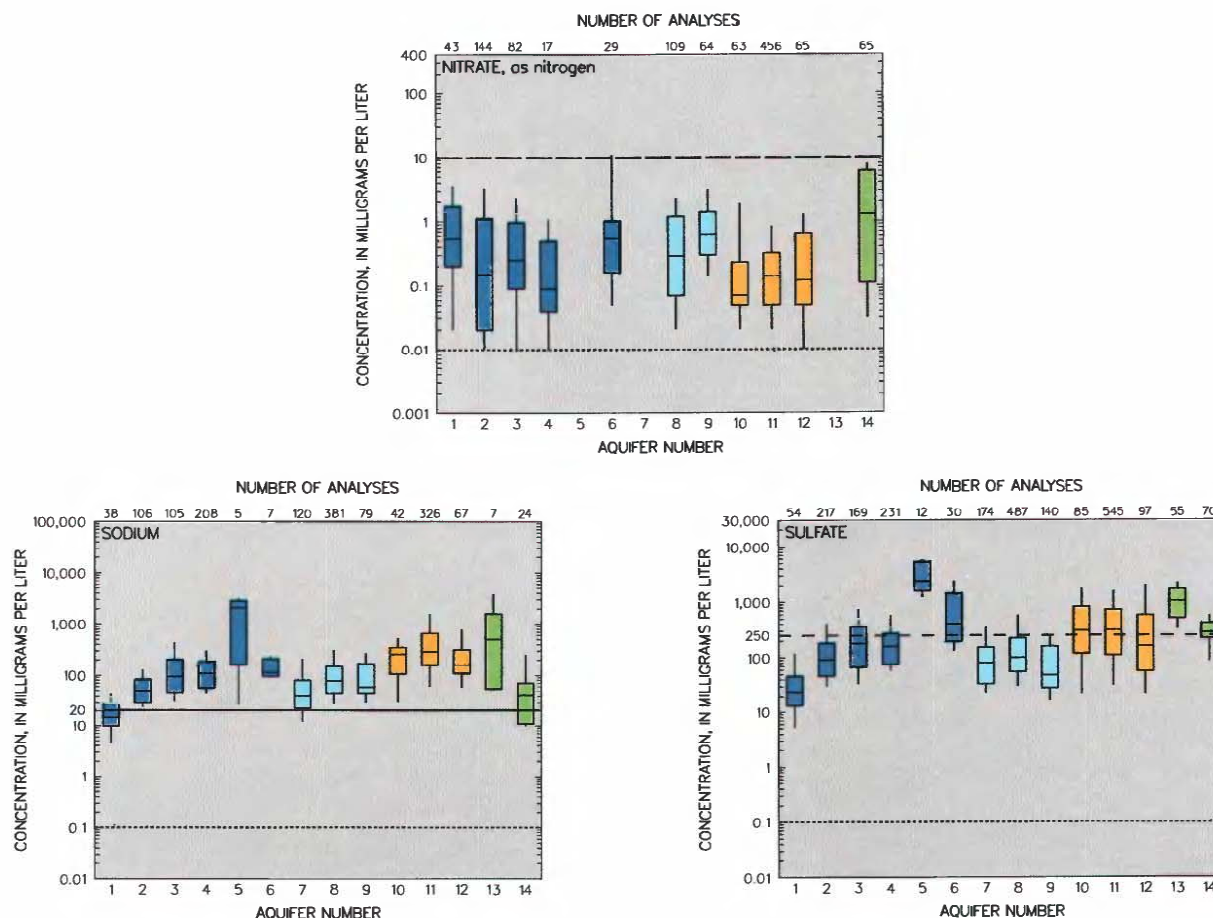 NUMBER OF ANALYSES
43 144 82 17 29 109 64 63 456 65 65
NITRATE, as nitrogen
400
100
10
1
0.1
0.01
0.001
CONCENTRATION, IN MILLIGRAMS PER LITER
1 2 3 4 5 6 7 8 9 10 11 12 13 14
AQUIFER NUMBER
NUMBER OF ANALYSES
38 106 105 208 5 7 120 381 79 42 326 67 7 24
SODIUM
100,000
10,000
1,000
100
20
10
1
0.1
0.01
CONCENTRATION, IN MILLIGRAMS PER LITER
1 2 3 4 5 6 7 8 9 10 11 12 13 14
AQUIFER NUMBER
NUMBER OF ANALYSES
54 217 169 231 12 30 174 487 140 85 545 97 55 70
SULFATE
30,000
10,000
1,000
250
100
10
1
0.1
0.01
CONCENTRATION, IN MILLIGRAMS PER LITER
1 2 3 4 5 6 7 8 9 10 11 12 13 14
AQUIFER NUMBER